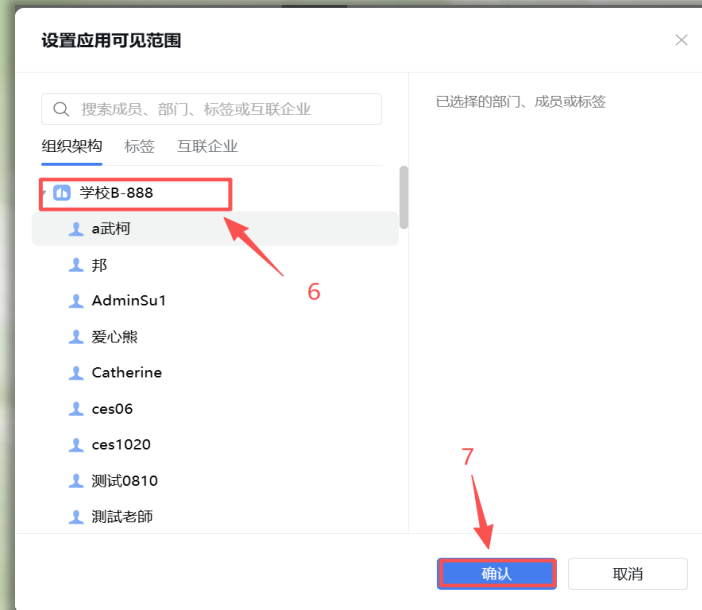 设置应用可见范围
搜索成员、部门、标签或互联企业
已选择的部门、成员或标签
组织架构 标签 互联企业
学校B-888
a武柯
邦
6
AdminSu1
爱心熊
Catherine
ces06
ces1020
7
测试0810
測試老師
确认 取消